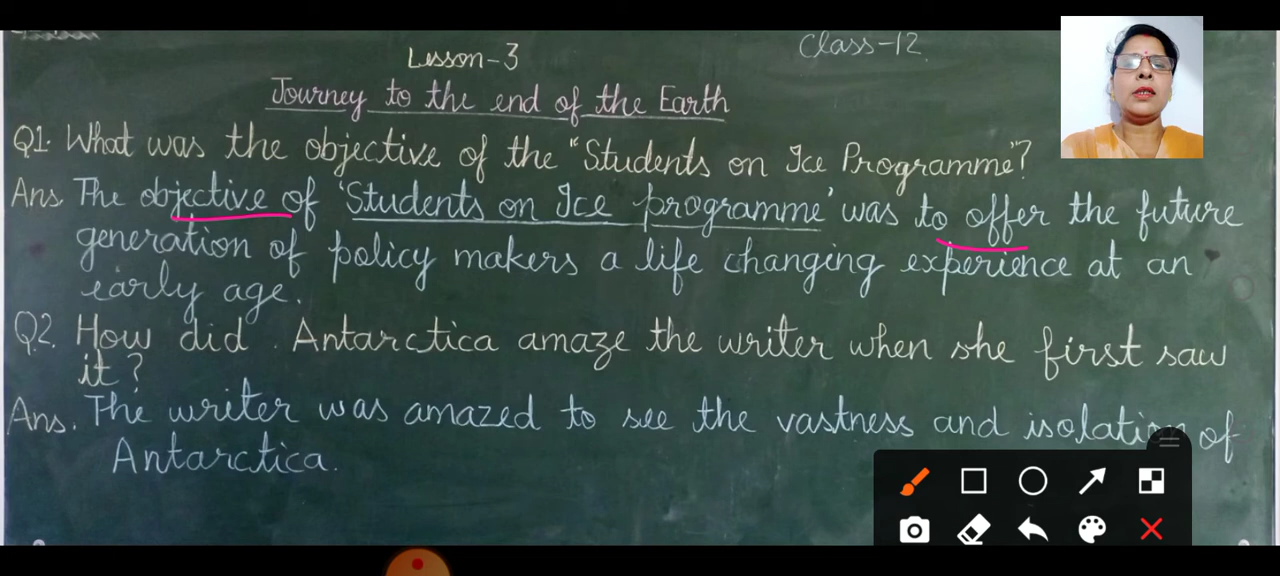 Class-12
Lesson-3
Journey to the end of the Earth
Q1. What was the objective of the "Students on Ice Programme"?
Ans. The objective of 'Students on Ice programme' was to offer the future
generation of policy makers a life changing experience at an
early age.
Q2. How did Antarctica amaze the writer when she first saw
it?
Ans. The writer was amazed to see the vastness and isolation of
Antarctica.